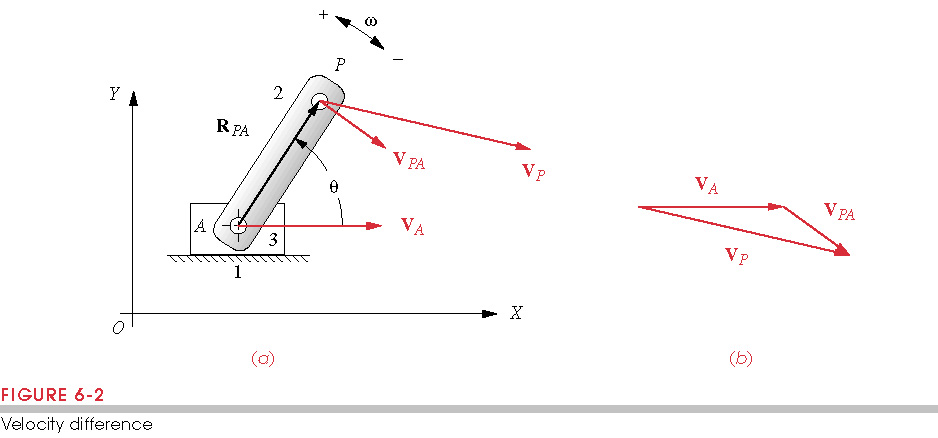 + ω −
P
Y
2
R_PA
v_PA
v_P
θ
A
v_A
3
1
X
O
(a)
v_A
v_PA
v_P
(b)
FIGURE 6-2
Velocity difference